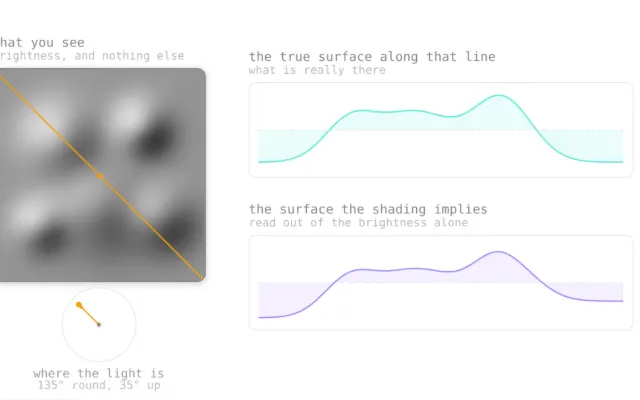 hat you see
rightness, and nothing else
the true surface along that line
what is really there
the surface the shading implies
read out of the brightness alone
where the light is
135° round, 35° up